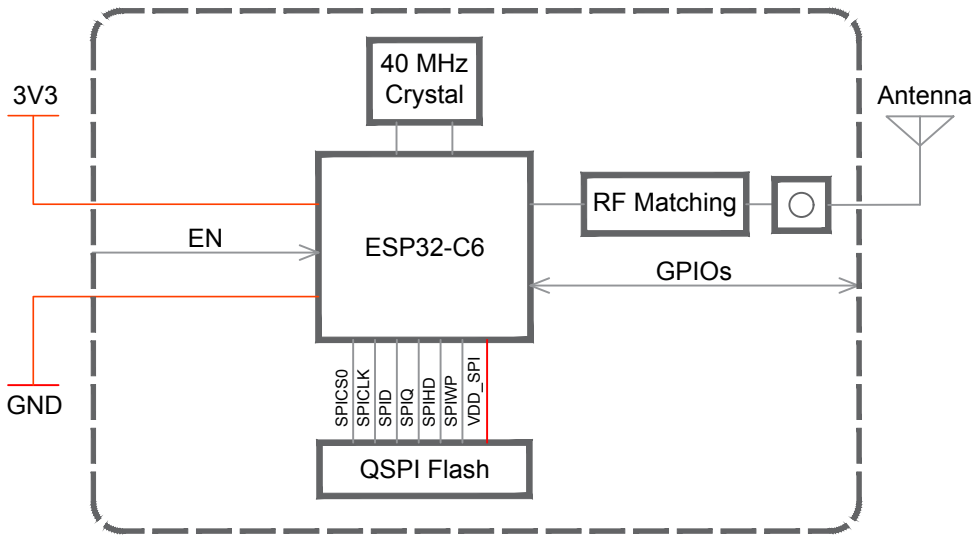 40 MHz
Crystal
3V3
Antenna
RF Matching
EN
ESP32-C6
GPIOs
GND
SPICS0
SPICLK
SPID
SPIQ
SPIHD
SPIWP
VDD_SPI
QSPI Flash